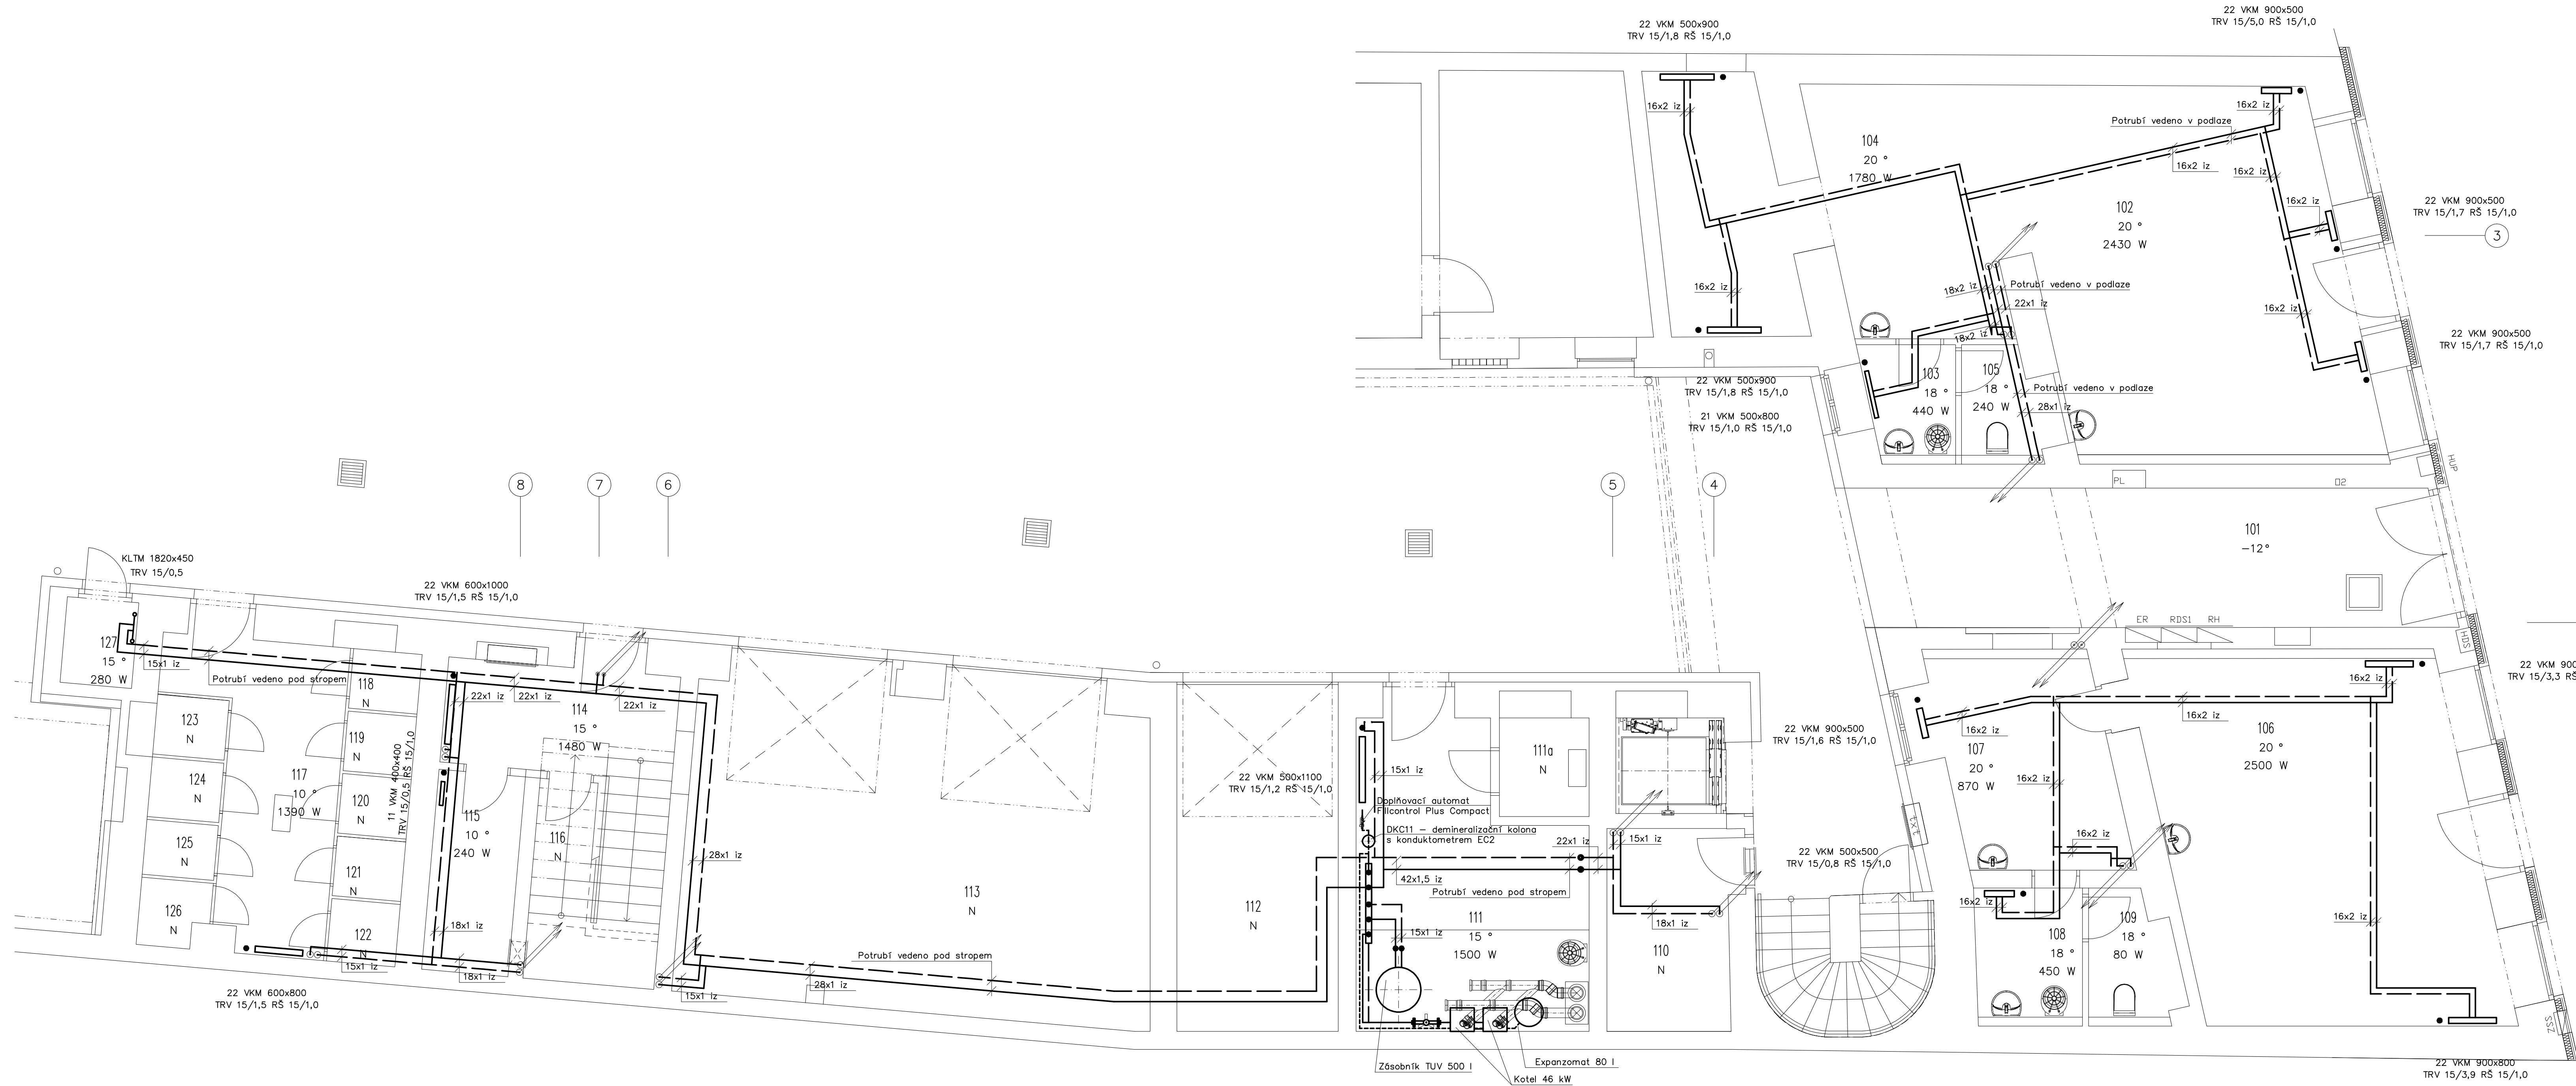 22 VKM 500x900
TRV 15/1,8 RŠ 15/1,0
22 VKM 900x500
TRV 15/5,0 RŠ 15/1,0
16x2 iz
16x2 iz
Potrubí vedeno v podlaze
104
20 °
1780 W
16x2 iz
16x2 iz
102
20 °
2430 W
16x2 iz
22 VKM 900x500
TRV 15/1,7 RŠ 15/1,0
3
16x2 iz
18x2 iz
Potrubí vedeno v podlaze
22x1 iz
16x2 iz
18x2 iz
22 VKM 900x500
TRV 15/1,7 RŠ 15/1,0
22 VKM 500x900
TRV 15/1,8 RŠ 15/1,0
103
18 °
440 W
105
18 °
240 W
Potrubí vedeno v podlaze
28x1 iz
21 VKM 500x800
TRV 15/1,0 RŠ 15/1,0
HUP
PL
8
7
6
5
4
101
-12°
KLTM 1820x450
TRV 15/0,5
22 VKM 600x1000
TRV 15/1,5 RŠ 15/1,0
ER
RDS1
RH
HDS
127
15 °
280 W
15x1 iz
Potrubí vedeno pod stropem
118
N
22x1 iz
22x1 iz
22x1 iz
114
15 °
1480 W
22 VKM 900
TRV 15/3,3 RŠ
16x2 iz
16x2 iz
16x2 iz
123
N
119
N
11 VKM 400x400
TRV 15/0,5 RŠ 15/1,0
111a
N
22 VKM 900x500
TRV 15/1,6 RŠ 15/1,0
107
20 °
870 W
106
20 °
2500 W
124
N
117
10 °
1390 W
120
N
115
10 °
240 W
116
N
22 VKM 500x1100
TRV 15/1,2 RŠ 15/1,0
15x1 iz
16x2 iz
Doplňovací automat
Filcontrol Plus Compact
DKC11 – demineralizační kolona
s konduktometrem EC2
22x1 iz
15x1 iz
txt
16x2 iz
125
N
121
N
28x1 iz
22 VKM 500x500
TRV 15/0,8 RŠ 15/1,0
42x1,5 iz
Potrubí vedeno pod stropem
113
N
112
N
126
N
122
N
18x1 iz
111
15 °
1500 W
15x1 iz
18x1 iz
110
N
16x2 iz
108
18 °
450 W
109
18 °
80 W
16x2 iz
15x1 iz
18x1 iz
Potrubí vedeno pod stropem
15x1 iz
28x1 iz
22 VKM 600x800
TRV 15/1,5 RŠ 15/1,0
SSZ
Zásobník TUV 500 l
Expanzomat 80 l
Kotel 46 kW
22 VKM 900x800
TRV 15/3,9 RŠ 15/1,0